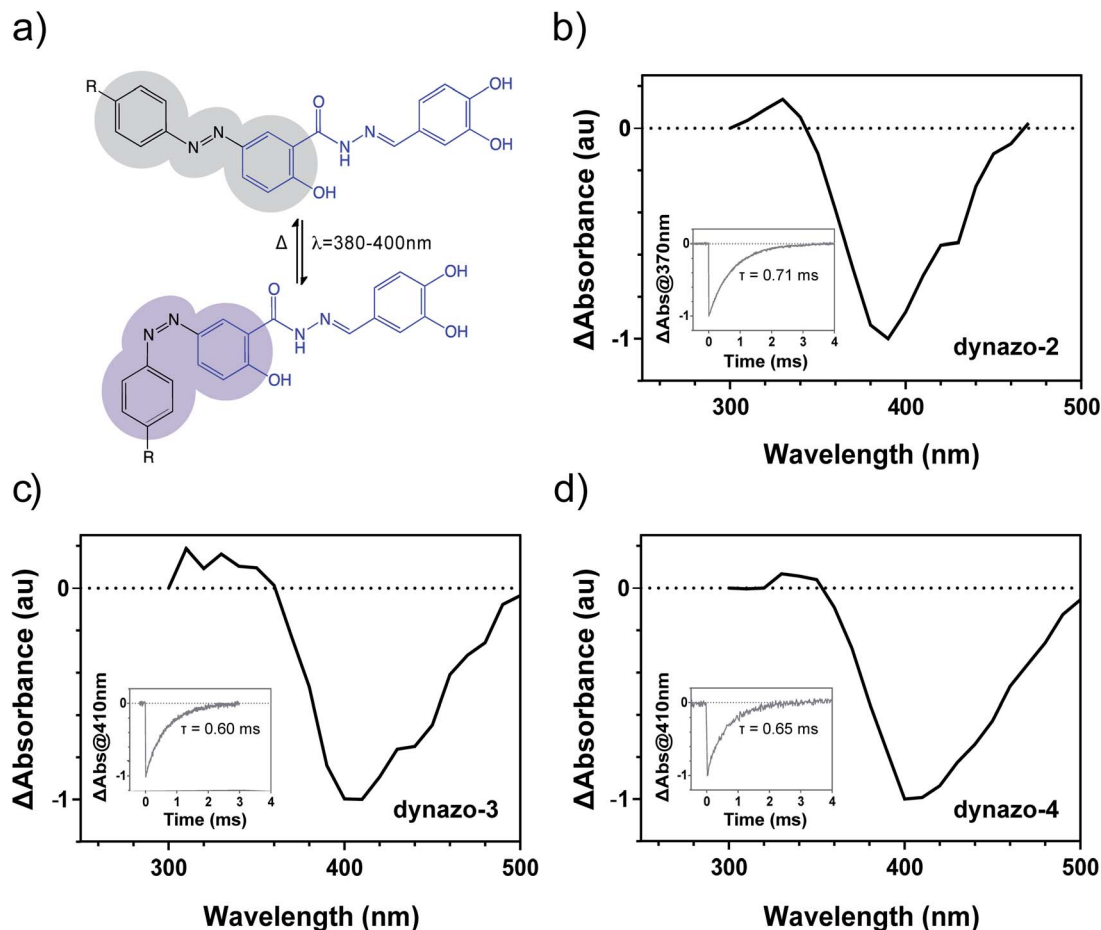 a)
R
N
N
O
N
H
N
OH
OH
OH
Δ
λ=380-400nm
N
N
R
O
N
H
N
OH
OH
OH
b)
ΔAbsorbance (au)
0
-1
300
400
500
Wavelength (nm)
dynazo-2
ΔAbs@370nm
0
-1
τ = 0.71 ms
0 1 2 3 4
Time (ms)
c)
ΔAbsorbance (au)
0
-1
300
400
500
Wavelength (nm)
dynazo-3
ΔAbs@410nm
0
-1
τ = 0.60 ms
0 1 2 3 4
Time (ms)
d)
ΔAbsorbance (au)
0
-1
300
400
500
Wavelength (nm)
dynazo-4
ΔAbs@410nm
0
-1
τ = 0.65 ms
0 1 2 3 4
Time (ms)